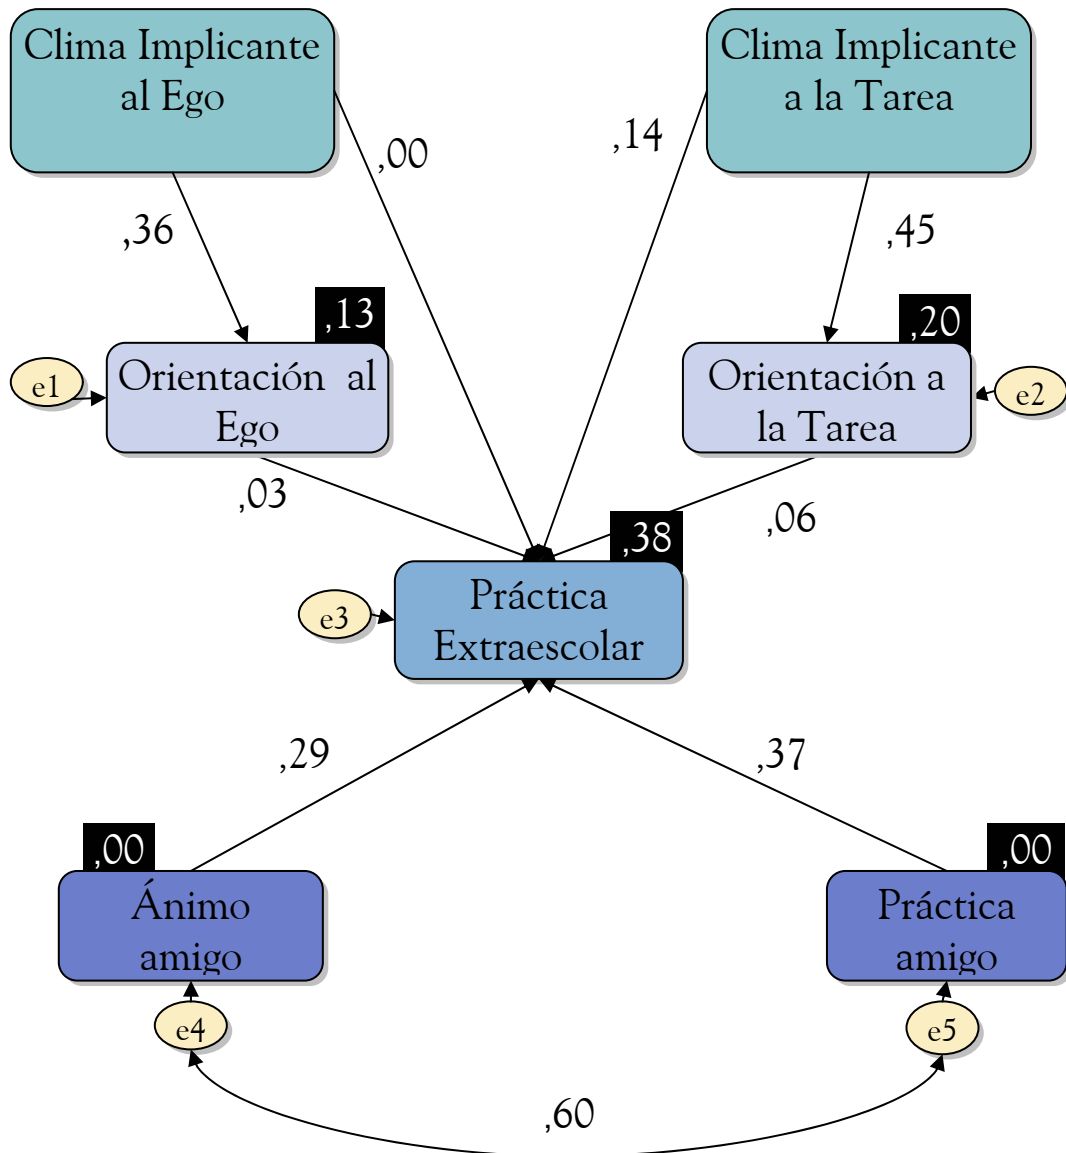 Clima Implicante
al Ego
Clima Implicante
a la Tarea
,00
,14
,36
,45
,13
,20
e1
Orientación al
Ego
Orientación a
la Tarea
e2
,03
,06
,38
e3
Práctica
Extraescolar
,29
,37
,00
,00
Ánimo
amigo
Práctica
amigo
e4
e5
,60